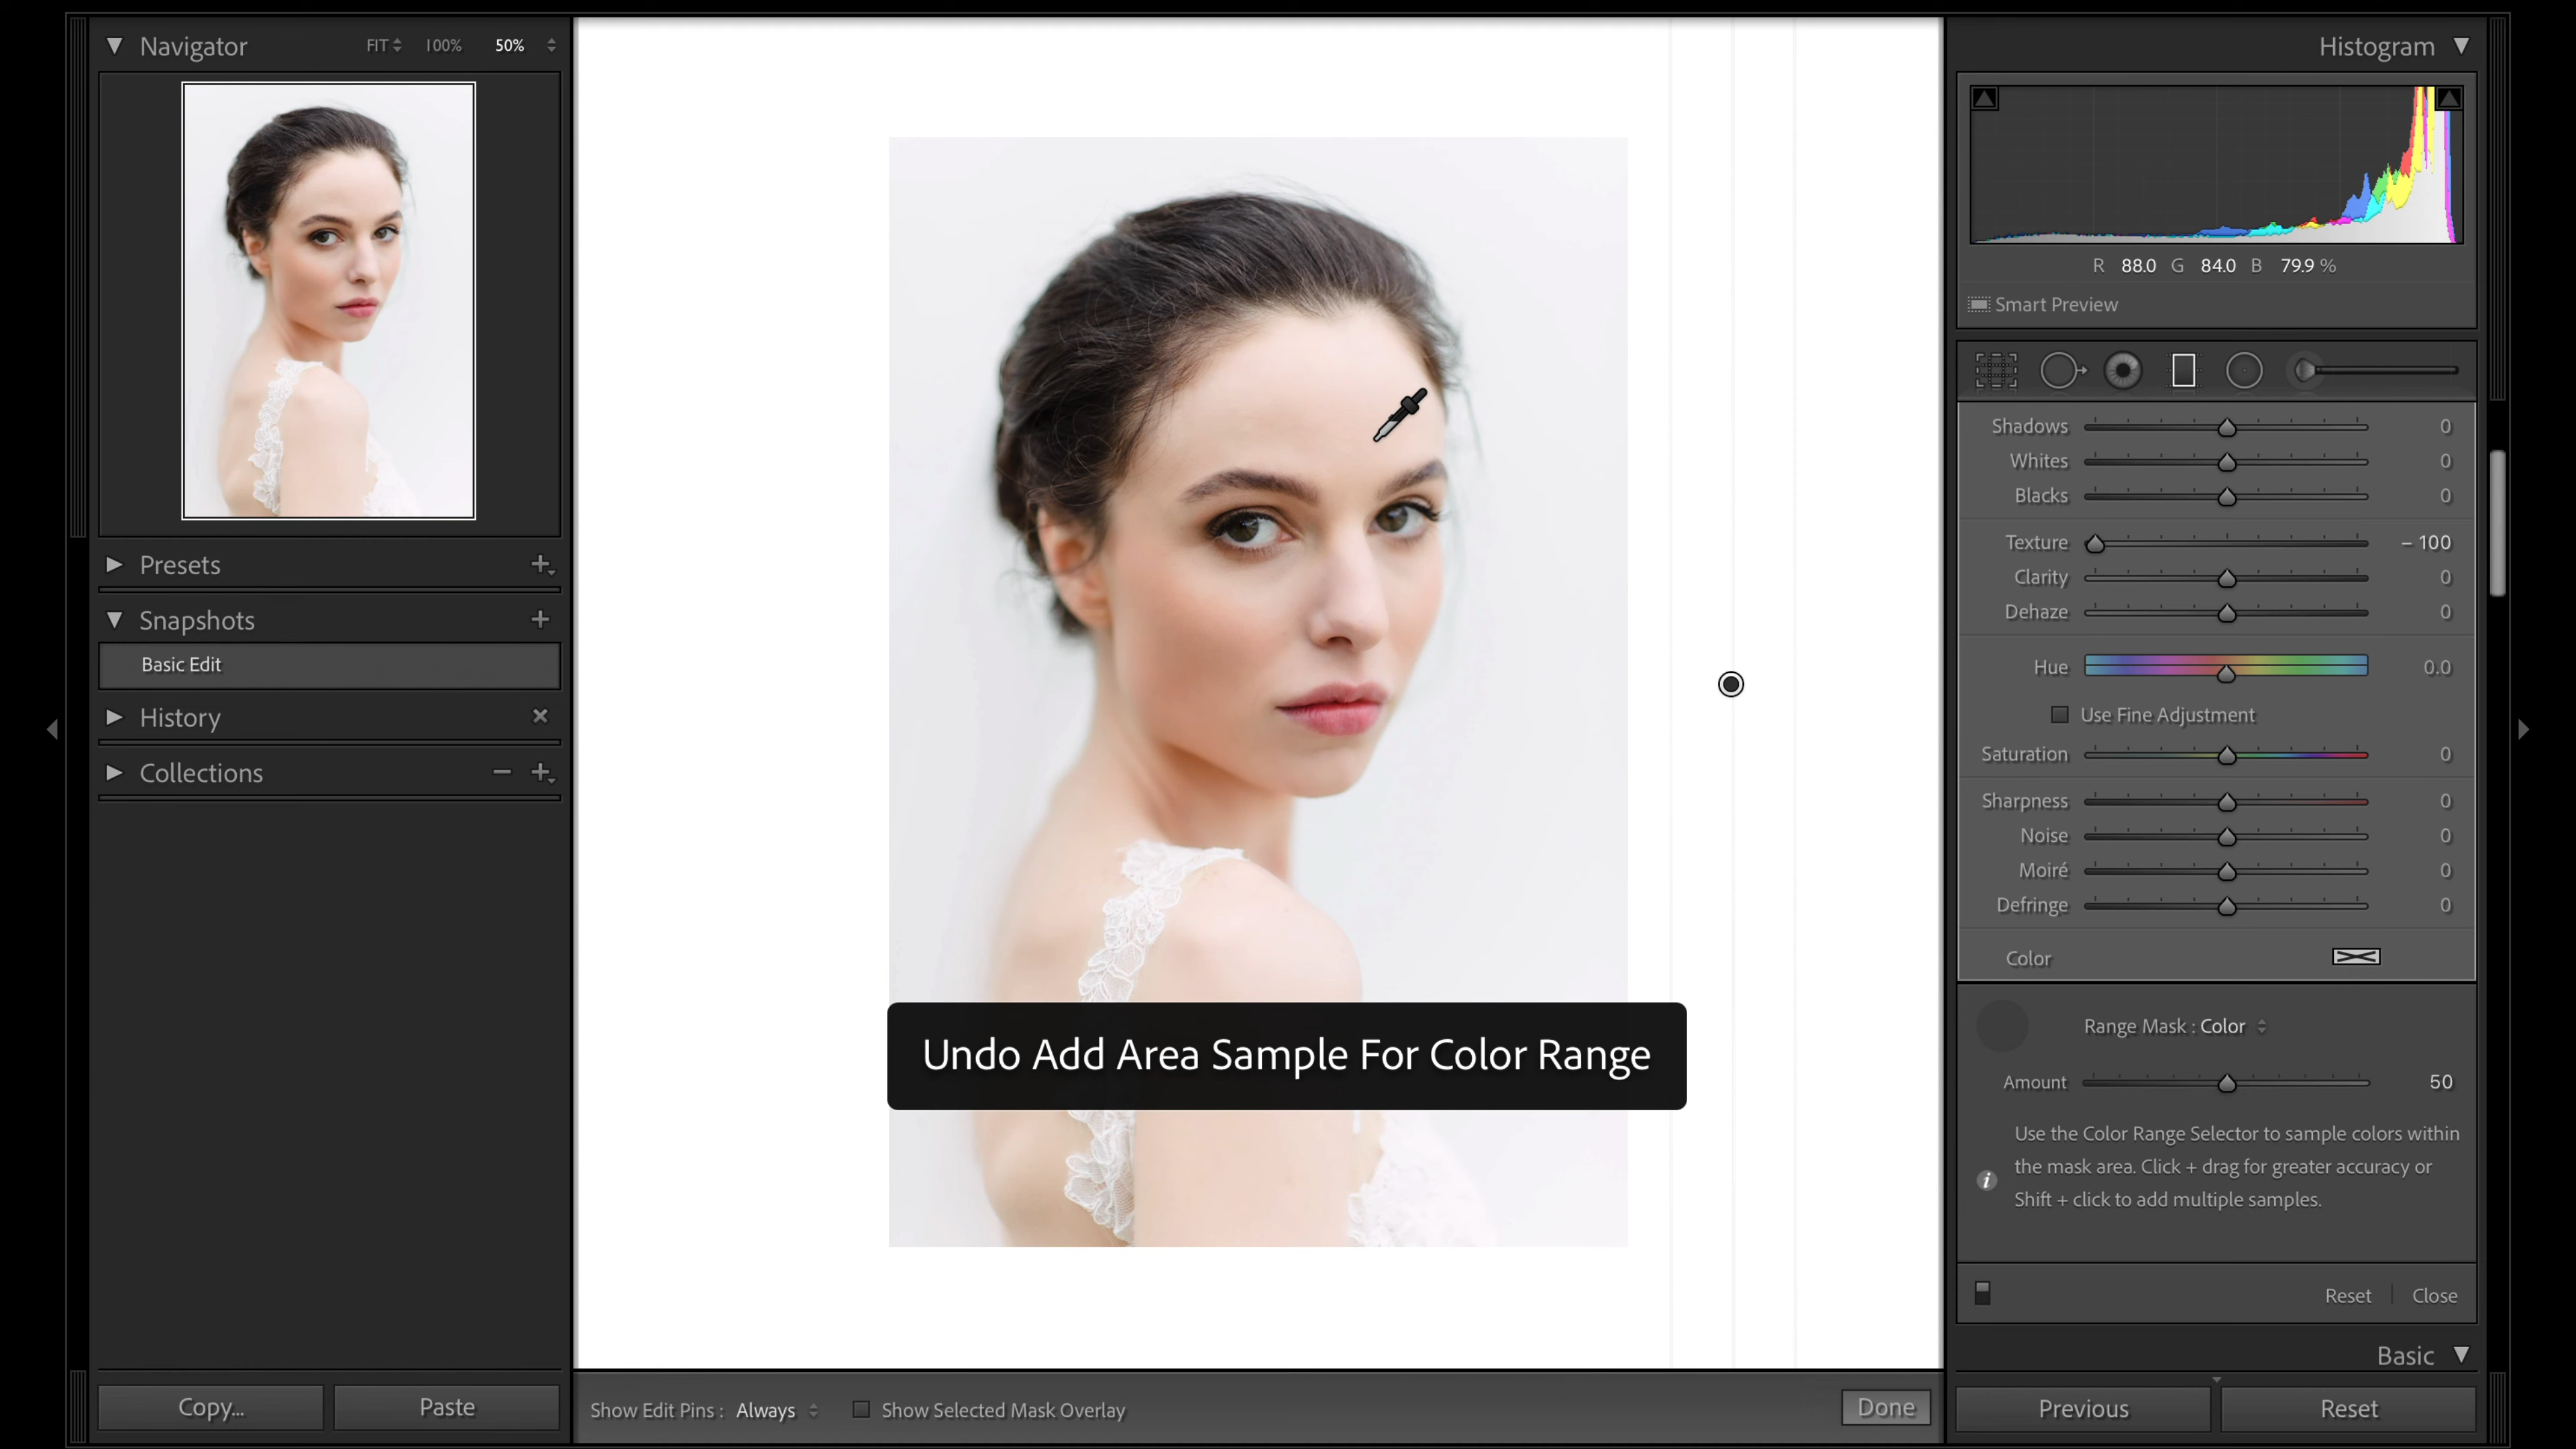 Navigator FIT 100% 50%
Presets
Snapshots
Basic Edit
History
Collections
Copy... Paste
Undo Add Area Sample For Color Range
Show Edit Pins : Always Show Selected Mask Overlay Done
Histogram
R 88.0 G 84.0 B 79.9 %
Smart Preview
Shadows 0
Whites 0
Blacks 0
Texture – 100
Clarity 0
Dehaze 0
Hue 0.0
Use Fine Adjustment
Saturation 0
Sharpness 0
Noise 0
Moiré 0
Defringe 0
Color
Range Mask : Color
Amount 50
Use the Color Range Selector to sample colors within
the mask area. Click + drag for greater accuracy or
Shift + click to add multiple samples.
Reset Close
Basic
Previous Reset